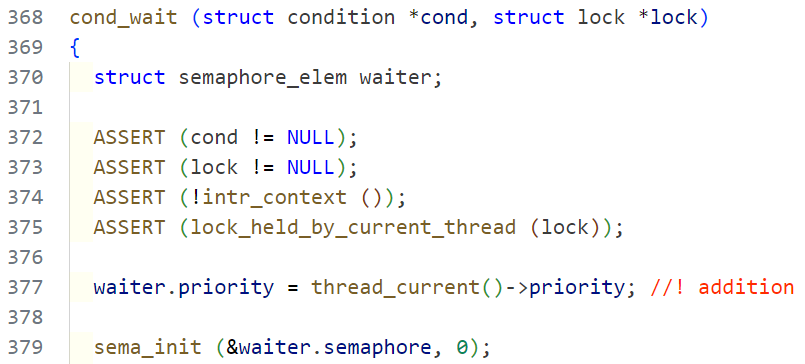 368 cond_wait (struct condition *cond, struct lock *lock)
369 {
370   struct semaphore_elem waiter;
371
372   ASSERT (cond != NULL);
373   ASSERT (lock != NULL);
374   ASSERT (!intr_context ());
375   ASSERT (lock_held_by_current_thread (lock));
376
377   waiter.priority = thread_current()->priority; //! addition
378
379   sema_init (&waiter.semaphore, 0);